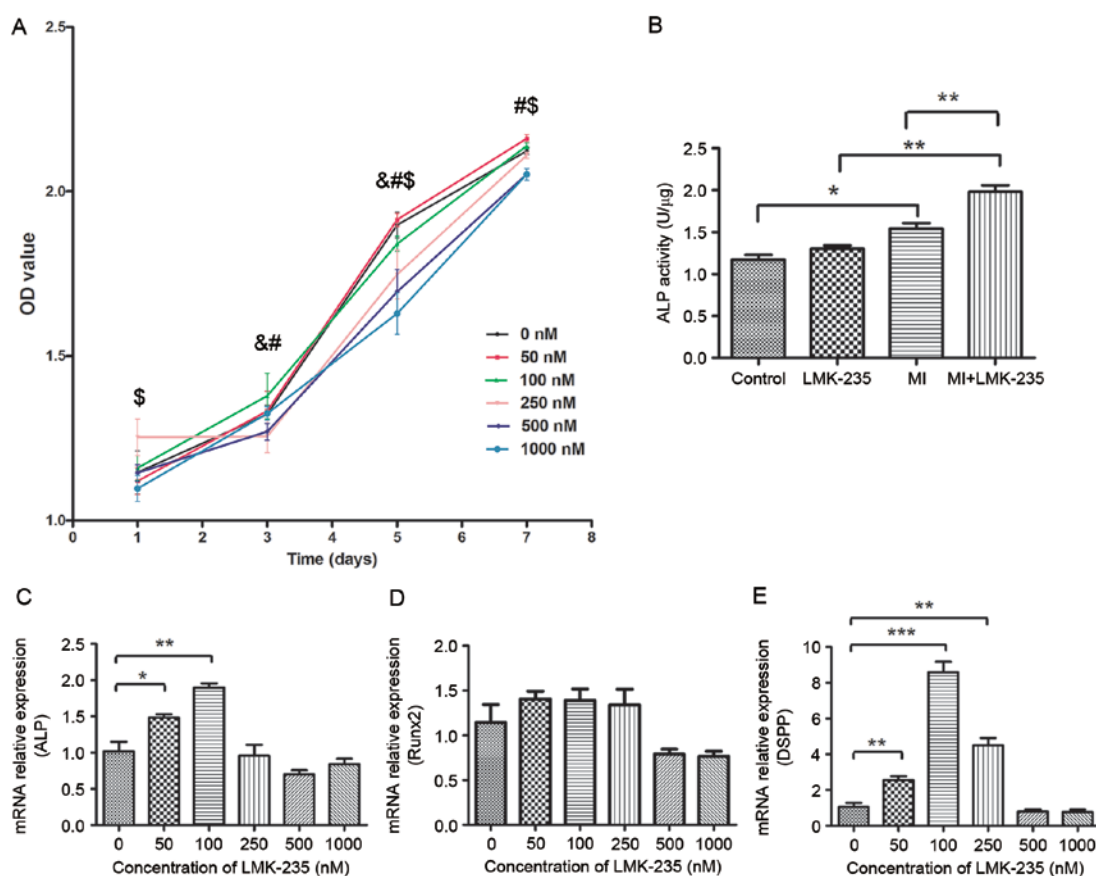 A
OD value
2.5
2.0
1.5
1.0
$
&#
&#$
#$
0 nM
50 nM
100 nM
250 nM
500 nM
1000 nM
0 1 2 3 4 5 6 7 8
Time (days)
B
ALP activity (U/µg)
2.5
2.0
1.5
1.0
0.5
0.0
*
**
**
Control LMK-235 MI MI+LMK-235
C
mRNA relative expression
(ALP)
2.5
2.0
1.5
1.0
0.5
0.0
**
*
0 50 100 250 500 1000
Concentration of LMK-235 (nM)
D
mRNA relative expression
(Runx2)
2.0
1.5
1.0
0.5
0.0
0 50 100 250 500 1000
Concentration of LMK-235 (nM)
E
mRNA relative expression
(DSPP)
10
8
6
4
2
0
**
***
**
0 50 100 250 500 1000
Concentration of LMK-235 (nM)